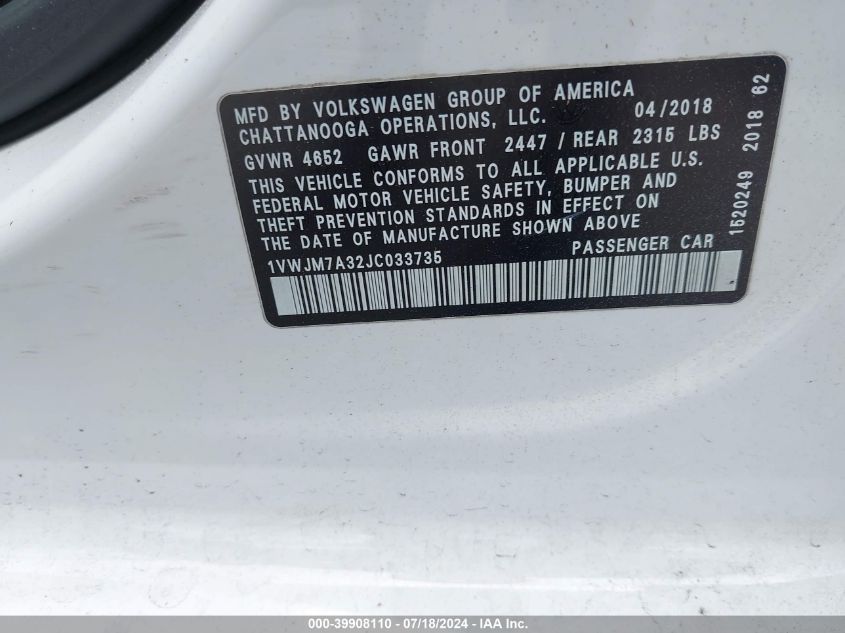 MFD BY VOLKSWAGEN GROUP OF AMERICA
CHATTANOOGA OPERATIONS, LLC. 04/2018
GVWR 4652 GAWR FRONT 2447 / REAR 2315 LBS
THIS VEHICLE CONFORMS TO ALL APPLICABLE U.S.
FEDERAL MOTOR VEHICLE SAFETY, BUMPER AND
THEFT PREVENTION STANDARDS IN EFFECT ON
THE DATE OF MANUFACTURE SHOWN ABOVE
1VWJM7A32JC033735 PASSENGER CAR
1520249 2018 62
000-39908110 - 07/18/2024 - IAA Inc.